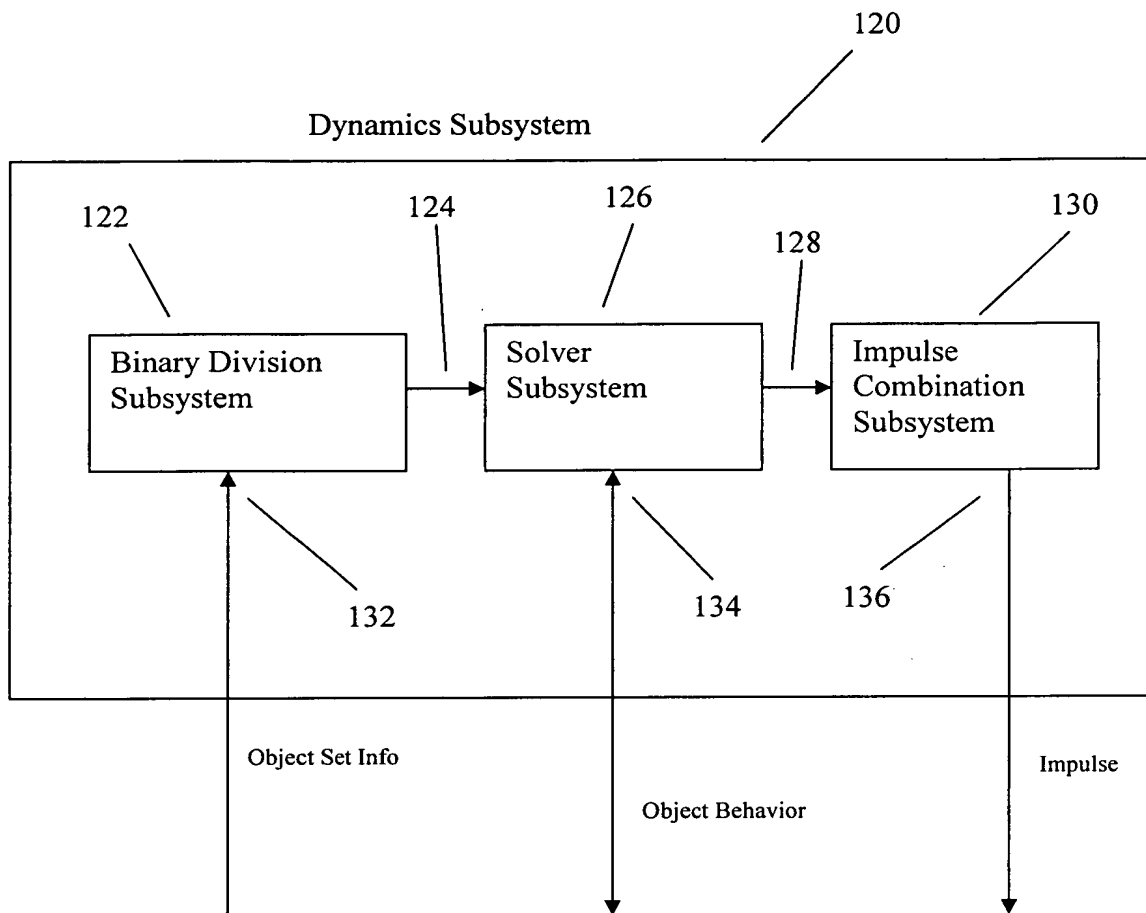 120
Dynamics Subsystem
122
124
126
128
130
Binary Division
Subsystem
Solver
Subsystem
Impulse
Combination
Subsystem
132
134
136
Object Set Info
Object Behavior
Impulse